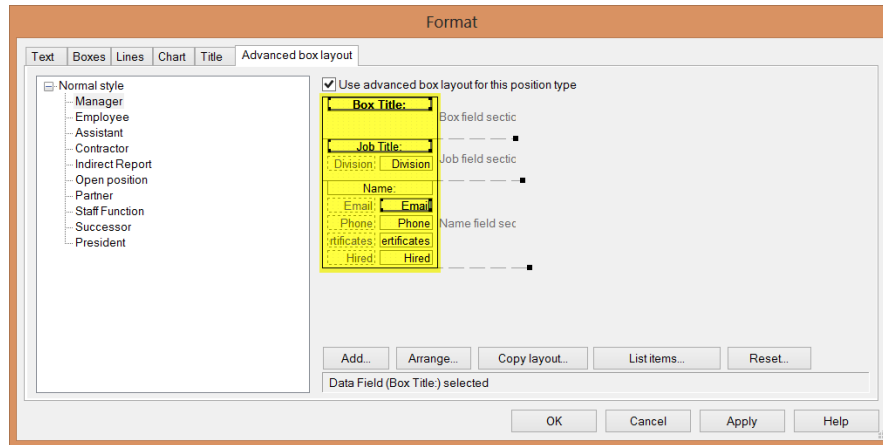 Format
Text Boxes Lines Chart Title Advanced box layout
Normal style
Manager
Employee
Assistant
Contractor
Indirect Report
Open position
Partner
Staff Function
Successor
President
Use advanced box layout for this position type
Box Title:
Box field sectic
Job Title:
Job field sectic
Division: Division
Name:
Email: Email
Phone: Phone
Name field sec
rtificates: ertificates
Hired: Hired
Add... Arrange... Copy layout... List items... Reset...
Data Field (Box Title:) selected
OK Cancel Apply Help